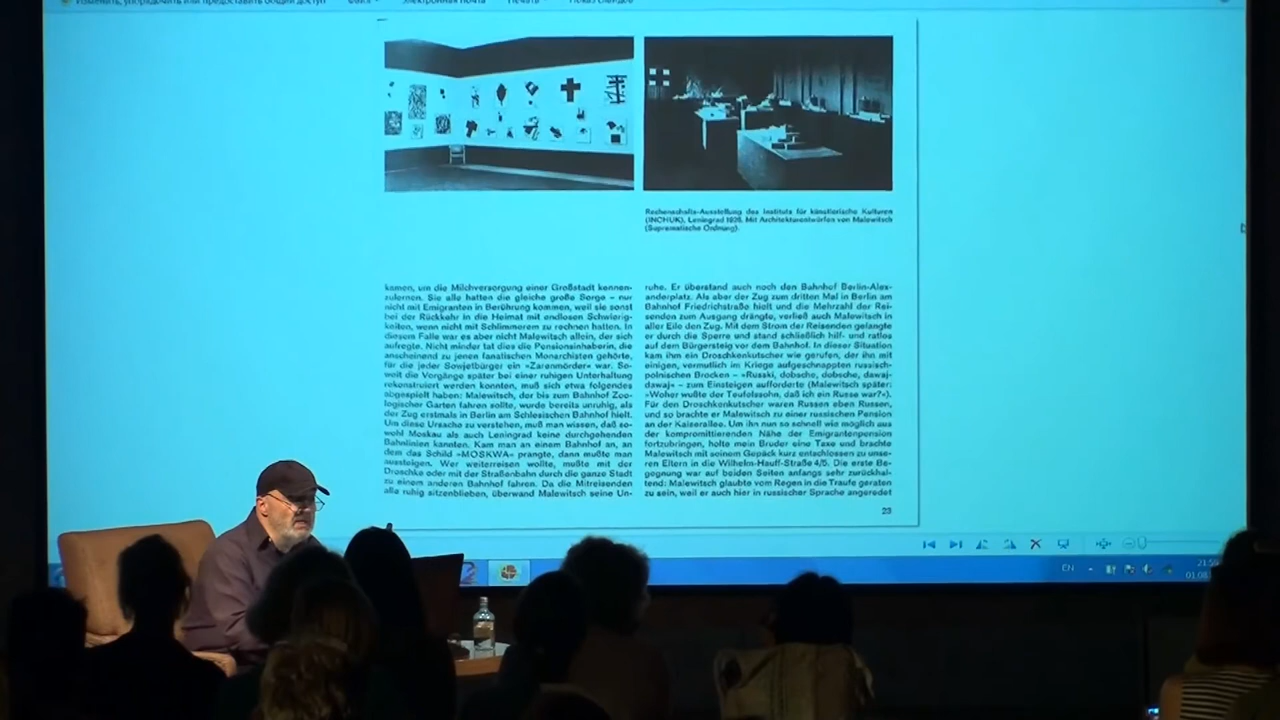 Изменить, упорядочить или предоставить общий доступ
Электронная почта
Печать
Показ слайдов
Rechenschafts-Ausstellung des Instituts für künstlerische Kulturen
(INCHUK), Leningrad 1926. Mit Architekturentwürfen von Malewitsch
(Suprematische Ordnung).
kamen, um die Milchversorgung einer Großstadt kennen-
zulernen. Sie alle hatten die gleiche große Sorge – nur
nicht mit Emigranten in Berührung kommen, weil sie sonst
bei der Rückkehr in die Heimat mit endlosen Schwierig-
keiten, wenn nicht mit Schlimmerem zu rechnen hatten. In
diesem Falle war es aber nicht Malewitsch allein, der sich
aufregte. Nicht minder tat dies die Pensionsinhaberin, die
anscheinend zu jenen fanatischen Monarchisten gehörte,
für die jeder Sowjetbürger ein »Zarenmörder« war. So-
weit die Vorgänge später bei einer ruhigen Unterhaltung
rekonstruiert werden konnten, muß sich etwa folgendes
abgespielt haben: Malewitsch, der bis zum Bahnhof Zoo-
logischer Garten fahren sollte, wurde bereits unruhig, als
der Zug erstmals in Berlin am Schlesischen Bahnhof hielt.
Um diese Ursache zu verstehen, muß man wissen, daß so-
wohl Moskau als auch Leningrad keine durchgehenden
Bahnlinien kannten. Kam man an einem Bahnhof an, an
dem das Schild »MOSKWA« prangte, dann mußte man
aussteigen. Wer weiterreisen wollte, mußte mit der
Droschke oder mit der Straßenbahn durch die ganze Stadt
zu einem anderen Bahnhof fahren. Da die Mitreisenden
alle ruhig sitzenblieben, überwand Malewitsch seine Un-
ruhe. Er überstand auch noch den Bahnhof Berlin-Alex-
anderplatz. Als aber der Zug zum dritten Mal in Berlin am
Bahnhof Friedrichstraße hielt und die Mehrzahl der Rei-
senden zum Ausgang drängte, verließ auch Malewitsch in
aller Eile den Zug. Mit dem Strom der Reisenden gelangte
er durch die Sperre und stand schließlich hilf- und ratlos
auf dem Bürgersteig vor dem Bahnhof. In dieser Situation
kam ihm ein Droschkenkutscher wie gerufen, der ihn mit
einigen, vermutlich im Kriege aufgeschnappten russisch-
polnischen Brocken – »Russki, dobsche, dobsche, dawaj-
dawaj« – zum Einsteigen aufforderte (Malewitsch später:
»Woher wußte der Teufelssohn, daß ich ein Russe war?«).
Für den Droschkenkutscher waren Russen eben Russen,
und so brachte er Malewitsch zu einer russischen Pension
an der Kaiserallee. Um ihn nun so schnell wie möglich aus
der kompromittierenden Nähe der Emigrantenpension
fortzubringen, holte mein Bruder eine Taxe und brachte
Malewitsch mit seinem Gepäck kurz entschlossen zu unse-
ren Eltern in die Wilhelm-Hauff-Straße 4/5. Die erste Be-
gegnung war auf beiden Seiten anfangs sehr zurückhal-
tend: Malewitsch glaubte vom Regen in die Traufe geraten
zu sein, weil er auch hier in russischer Sprache angeredet
23
EN